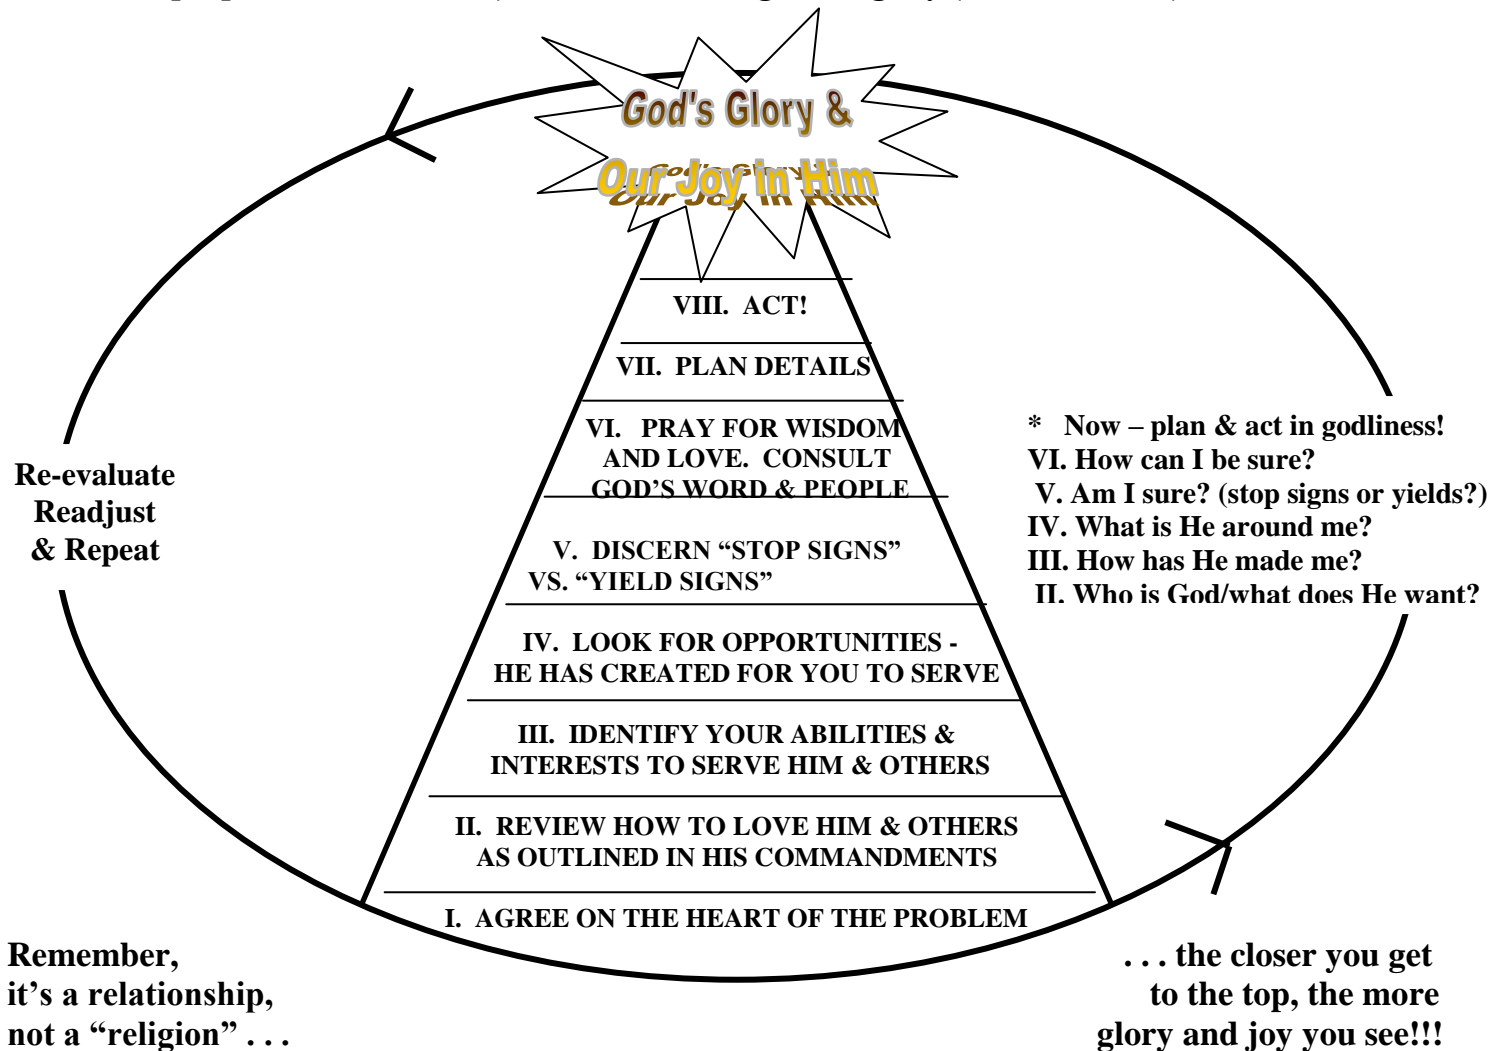 God's Glory &
Our Joy in Him
VIII. ACT!
VII. PLAN DETAILS
VI. PRAY FOR WISDOM
AND LOVE. CONSULT
GOD’S WORD & PEOPLE
V. DISCERN “STOP SIGNS”
VS. “YIELD SIGNS”
IV. LOOK FOR OPPORTUNITIES -
HE HAS CREATED FOR YOU TO SERVE
III. IDENTIFY YOUR ABILITIES &
INTERESTS TO SERVE HIM & OTHERS
II. REVIEW HOW TO LOVE HIM & OTHERS
AS OUTLINED IN HIS COMMANDMENTS
I. AGREE ON THE HEART OF THE PROBLEM
Re-evaluate
Readjust
& Repeat
* Now – plan & act in godliness!
VI. How can I be sure?
V. Am I sure? (stop signs or yields?)
IV. What is He around me?
III. How has He made me?
II. Who is God/what does He want?
Remember,
it’s a relationship,
not a “religion” . . .
. . . the closer you get
to the top, the more
glory and joy you see!!!